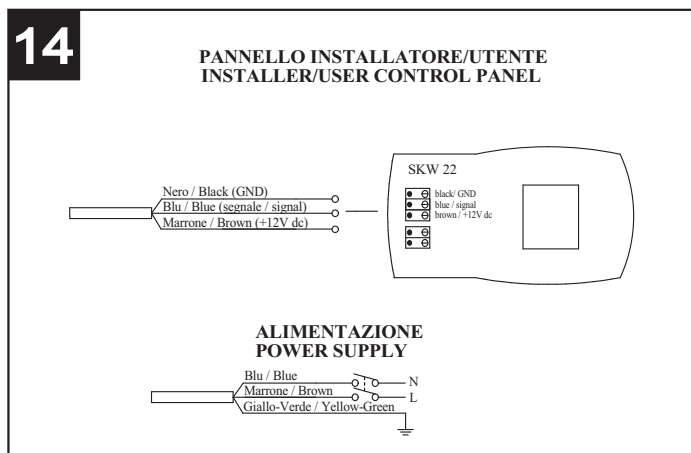 14
PANNELLO INSTALLATORE/UTENTE
INSTALLER/USER CONTROL PANEL
SKW 22
Nero / Black (GND)
Blu / Blue (segnale / signal)
Marrone / Brown (+12V dc)
black/ GND
blue / signal
brown / +12V dc
ALIMENTAZIONE
POWER SUPPLY
Blu / Blue
N
Marrone / Brown
L
Giallo-Verde / Yellow-Green